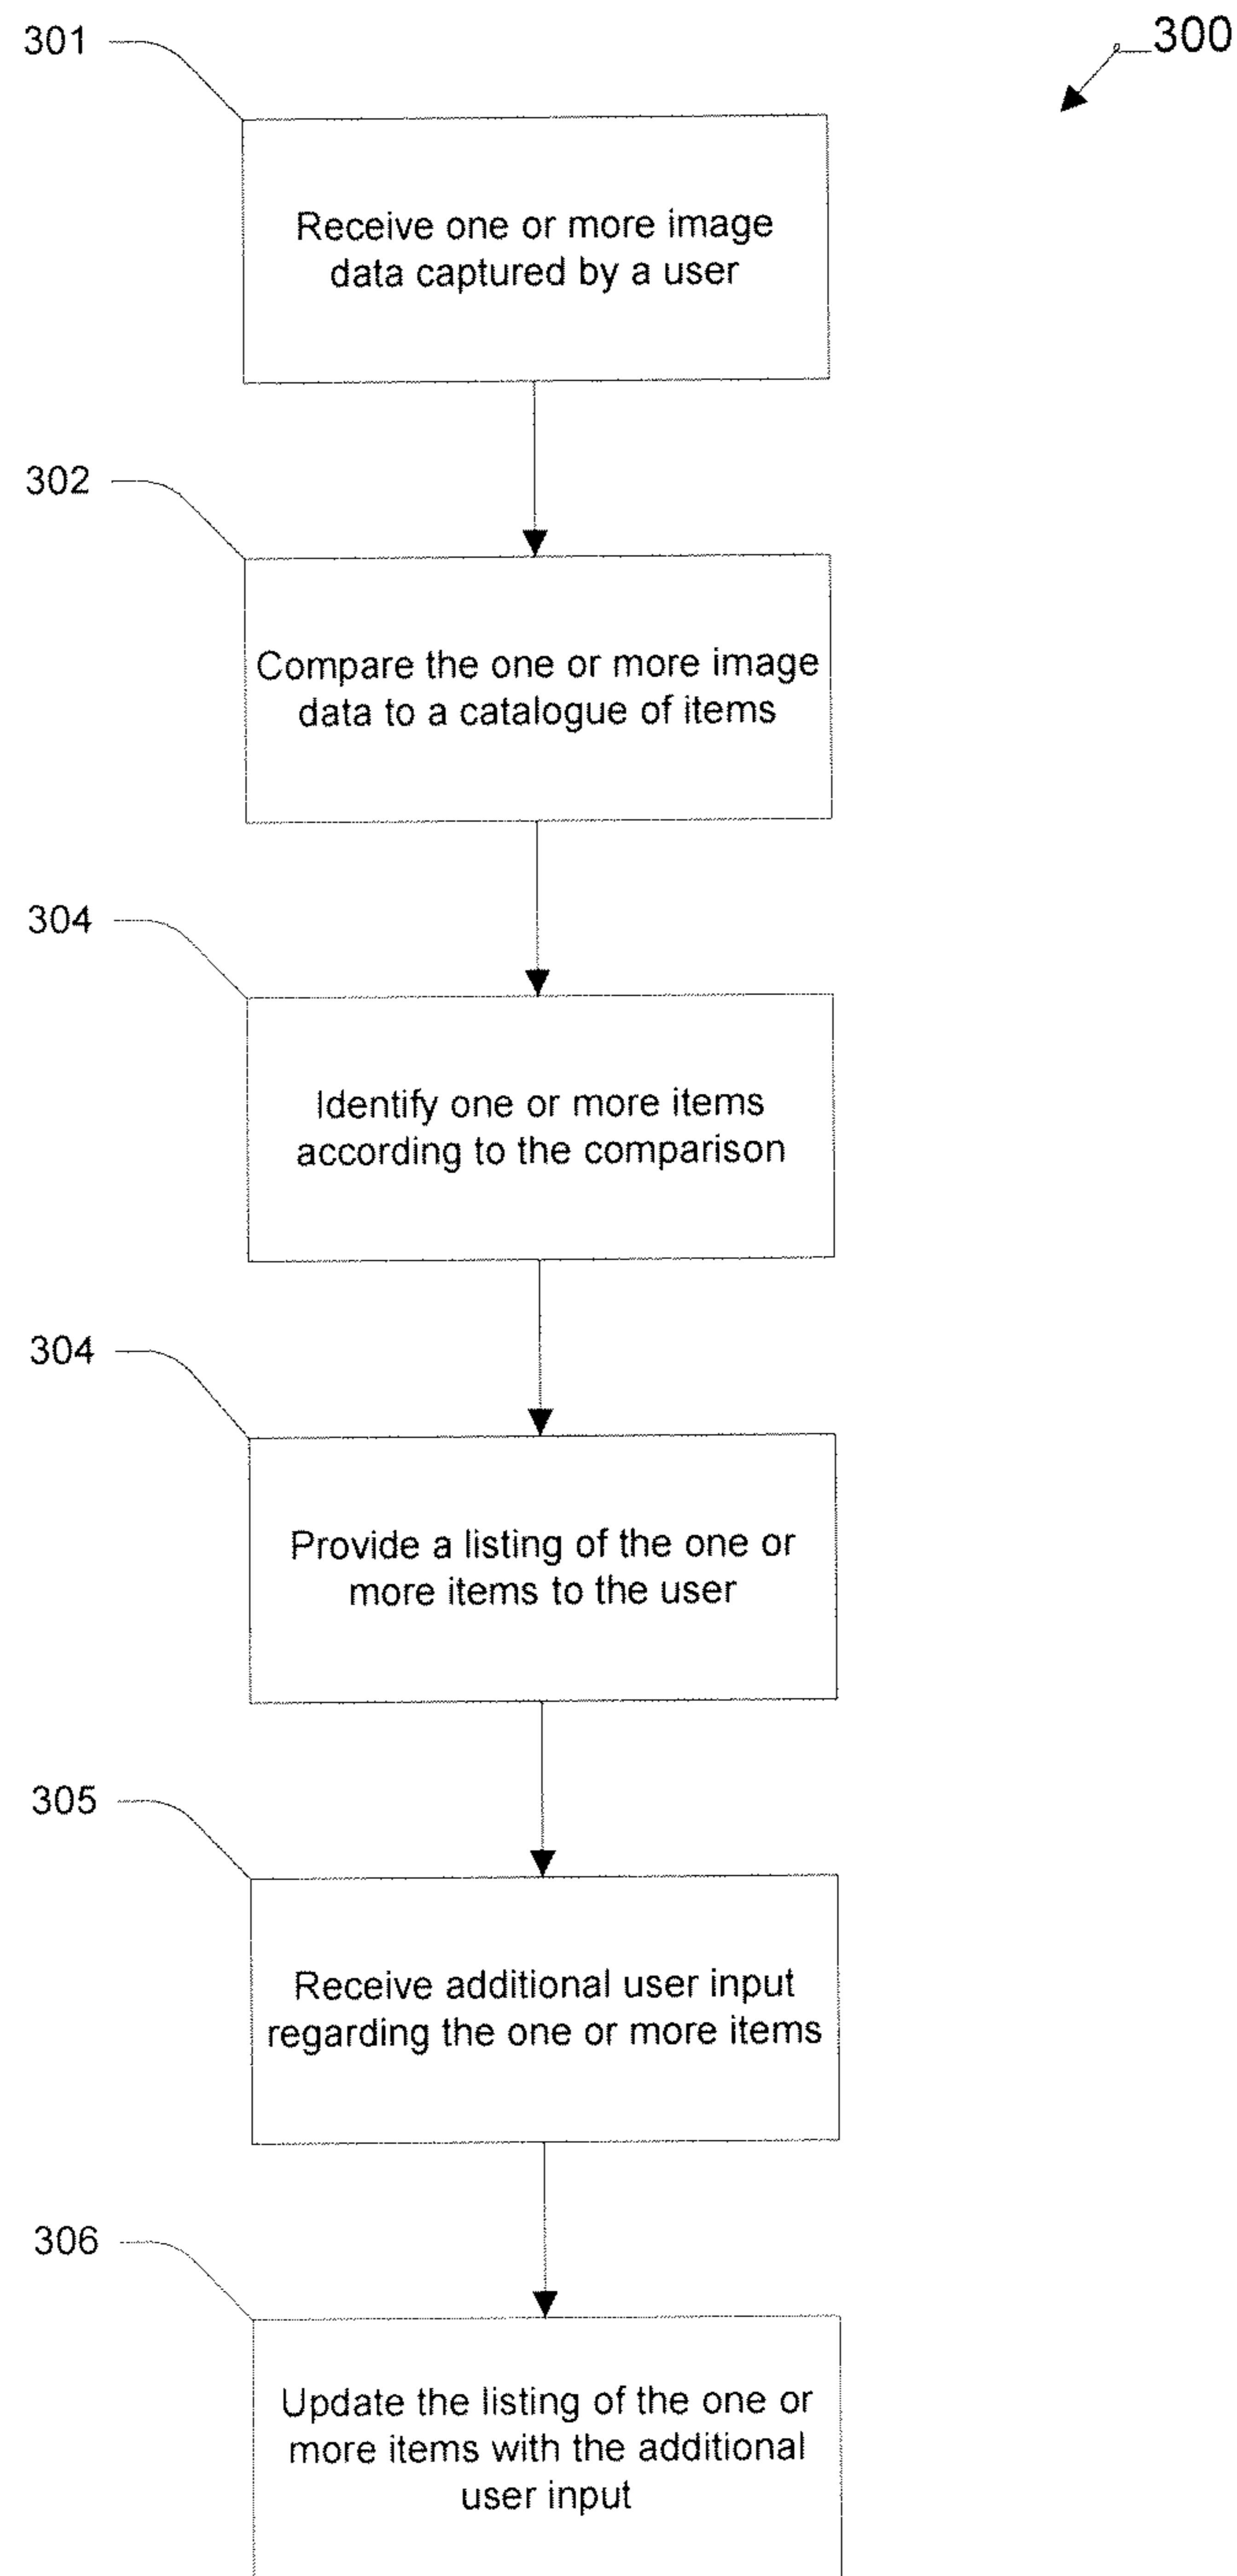 300
301
Receive one or more image
data captured by a user
302
Compare the one or more image
data to a catalogue of items
304
Identify one or more items
according to the comparison
304
Provide a listing of the one or
more items to the user
305
Receive additional user input
regarding the one or more items
306
Update the listing of the one or
more items with the additional
user input